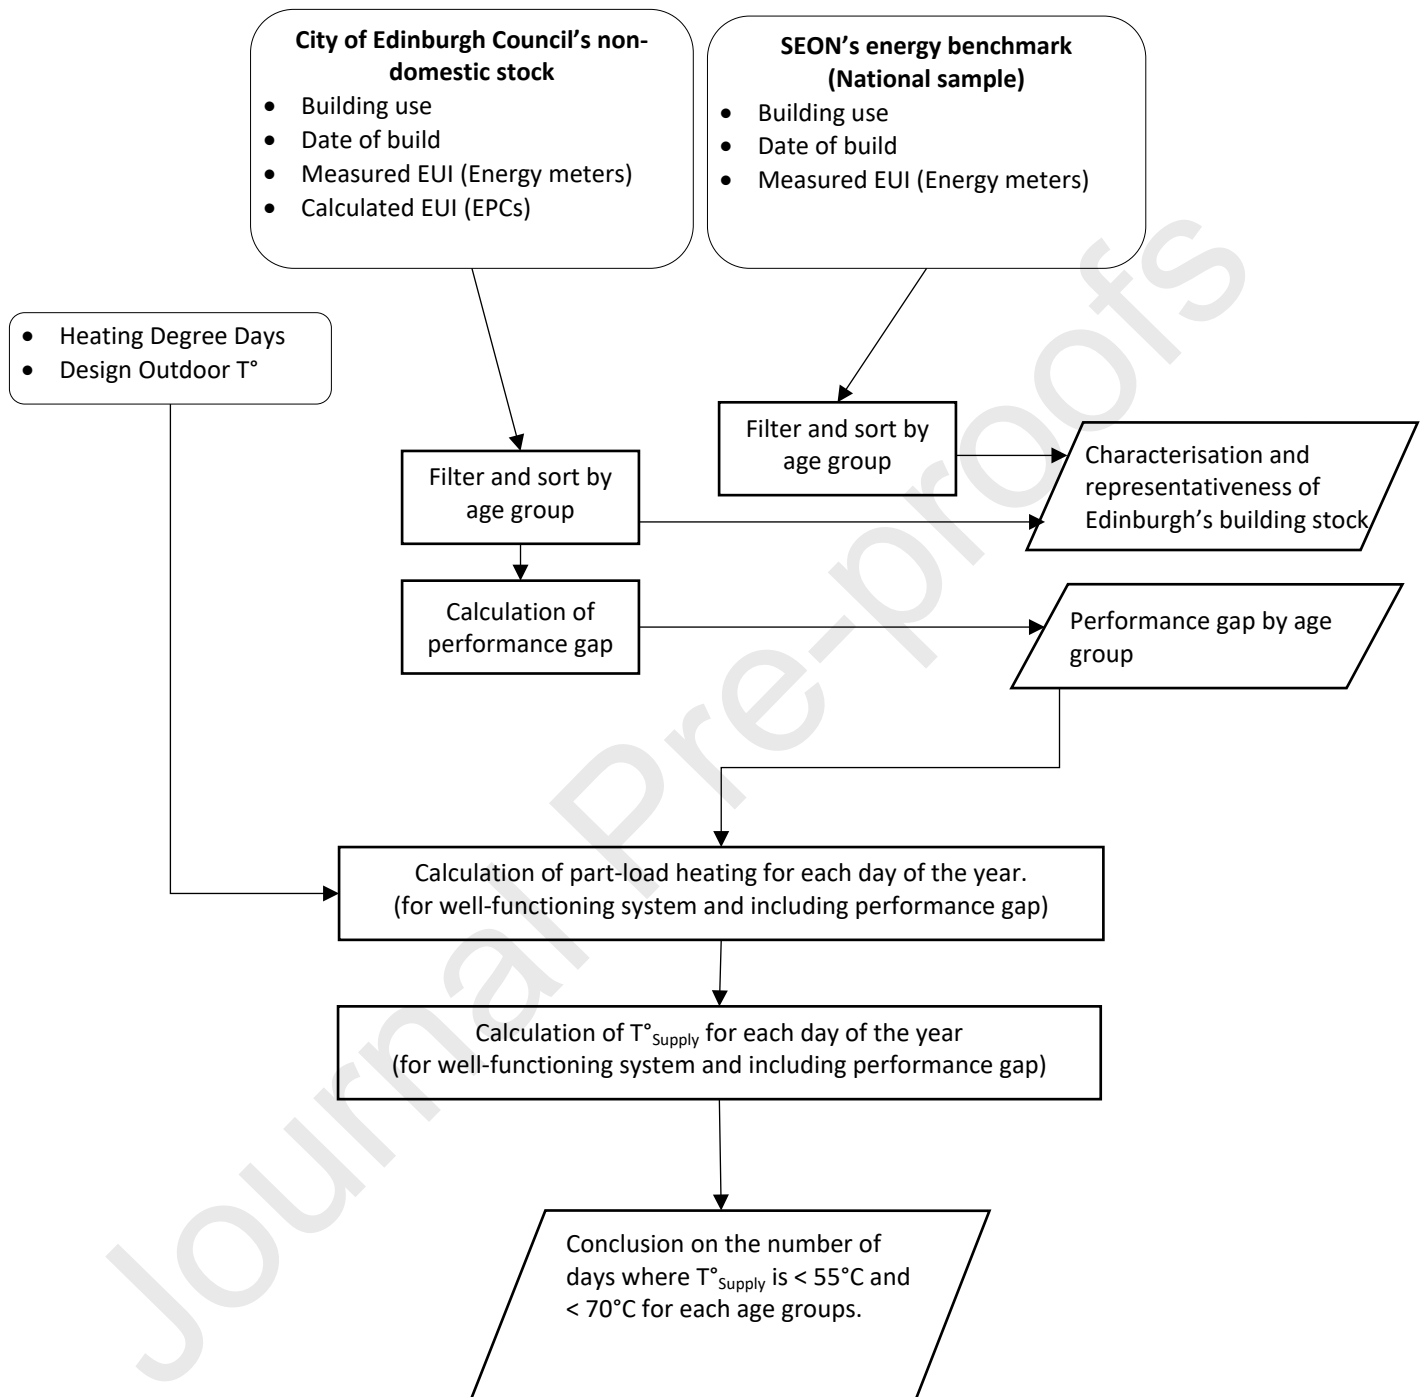 City of Edinburgh Council’s non-
domestic stock
• Building use
• Date of build
• Measured EUI (Energy meters)
• Calculated EUI (EPCs)
SEON’s energy benchmark
(National sample)
• Building use
• Date of build
• Measured EUI (Energy meters)
• Heating Degree Days
• Design Outdoor T°
Filter and sort by
age group
Filter and sort by
age group
Characterisation and
representativeness of
Edinburgh’s building stock
Calculation of
performance gap
Performance gap by age
group
Calculation of part-load heating for each day of the year.
(for well-functioning system and including performance gap)
Calculation of T°Supply for each day of the year
(for well-functioning system and including performance gap)
Conclusion on the number of
days where T°Supply is < 55°C and
< 70°C for each age groups.
Journal Pre-proofs